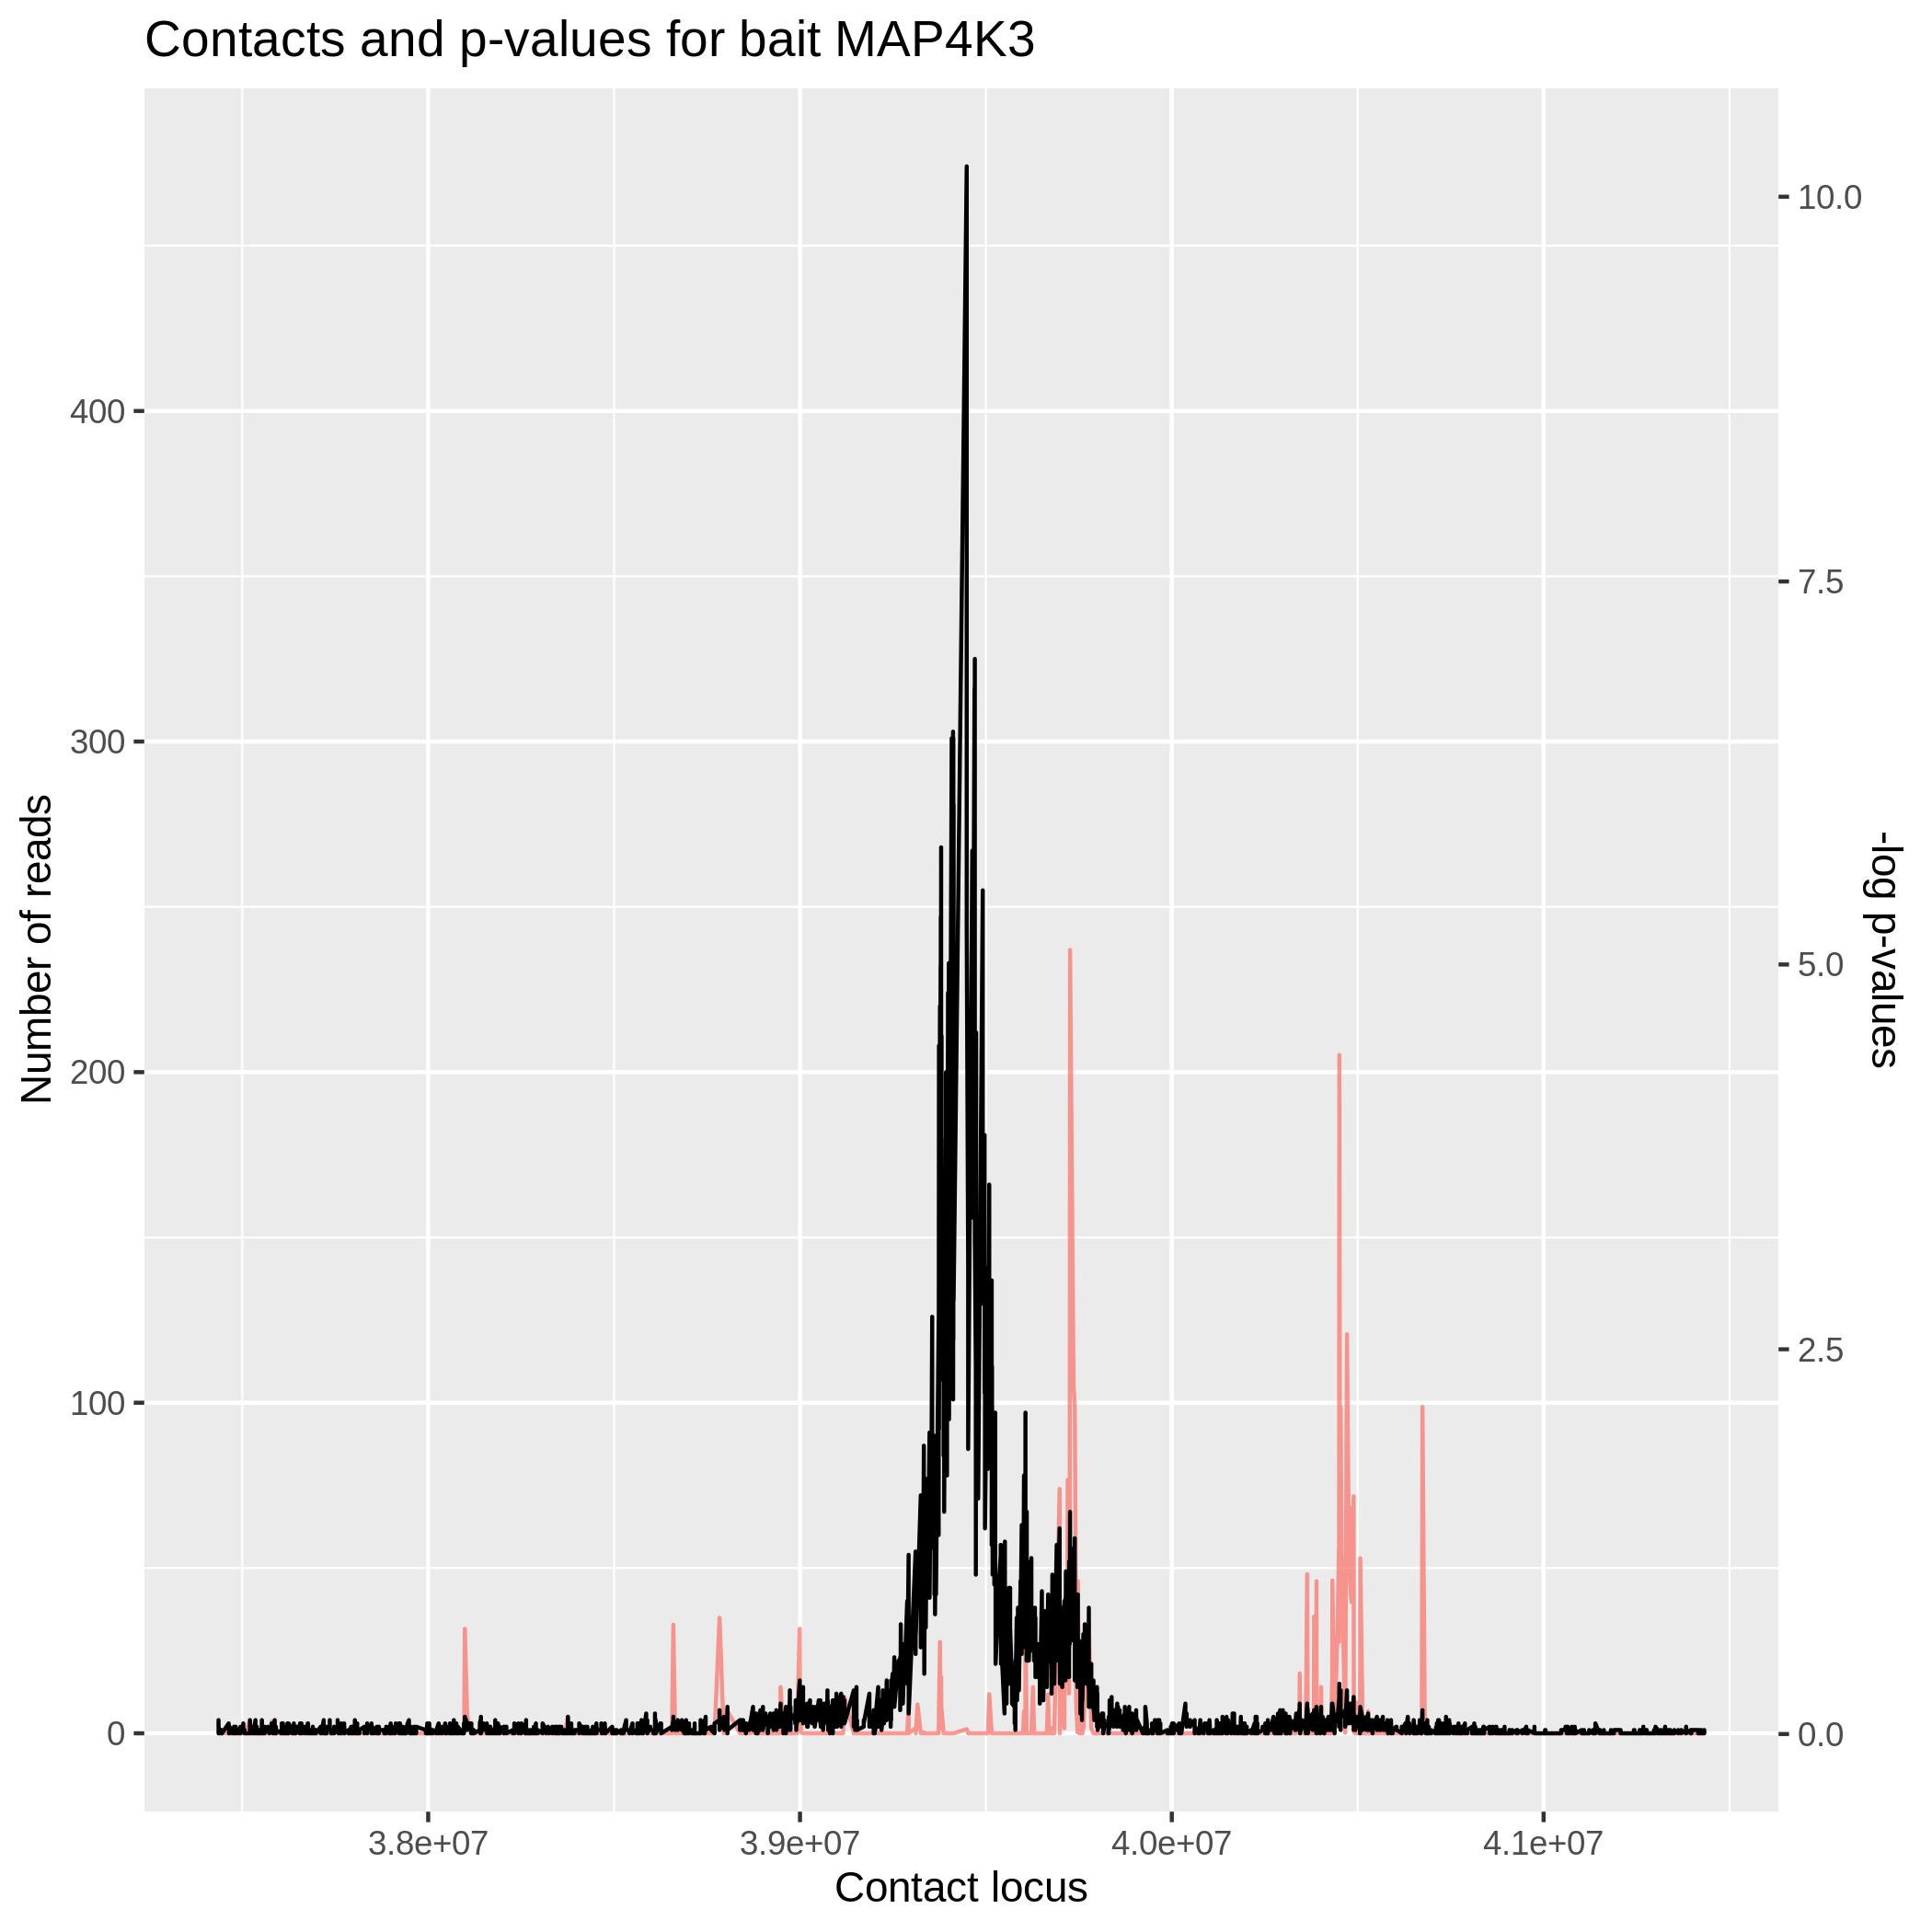 Contacts and p-values for bait MAP4K3
Number of reads
400
300
200
100
0
10.0
7.5
5.0
2.5
0.0
-log p-values
3.8e+07
3.9e+07
4.0e+07
4.1e+07
Contact locus